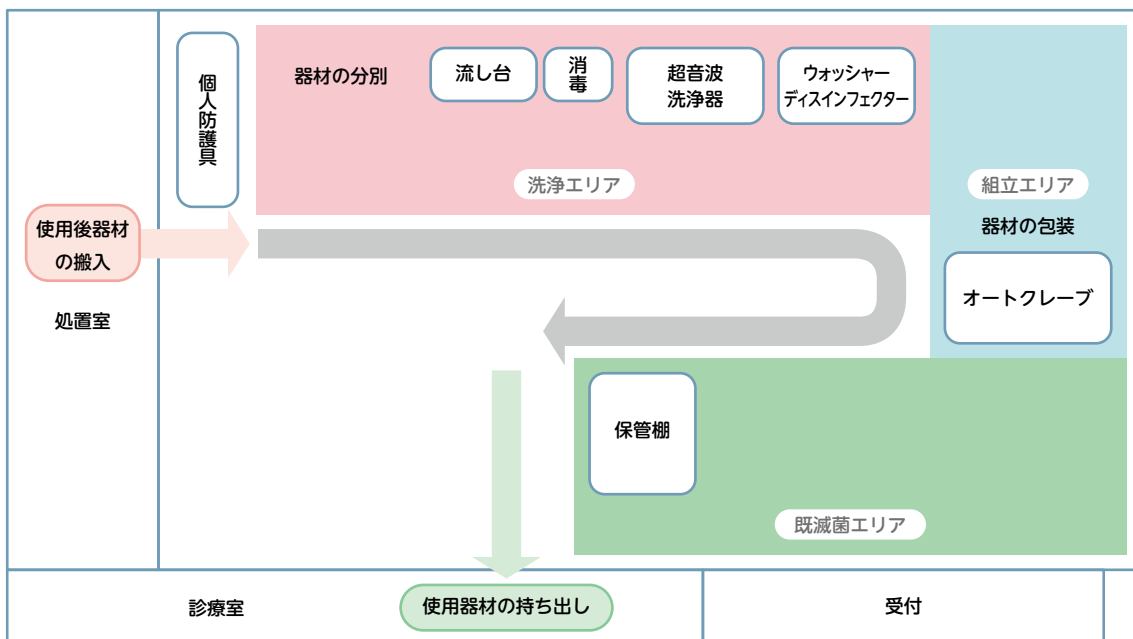 個人防護具
器材の分別
流し台
消毒
超音波
洗浄器
ウォッシャー
ディスインフェクター
洗浄エリア
組立エリア
器材の包装
オートクレーブ
使用後器材
の搬入
処置室
保管棚
既滅菌エリア
診療室
使用器材の持ち出し
受付